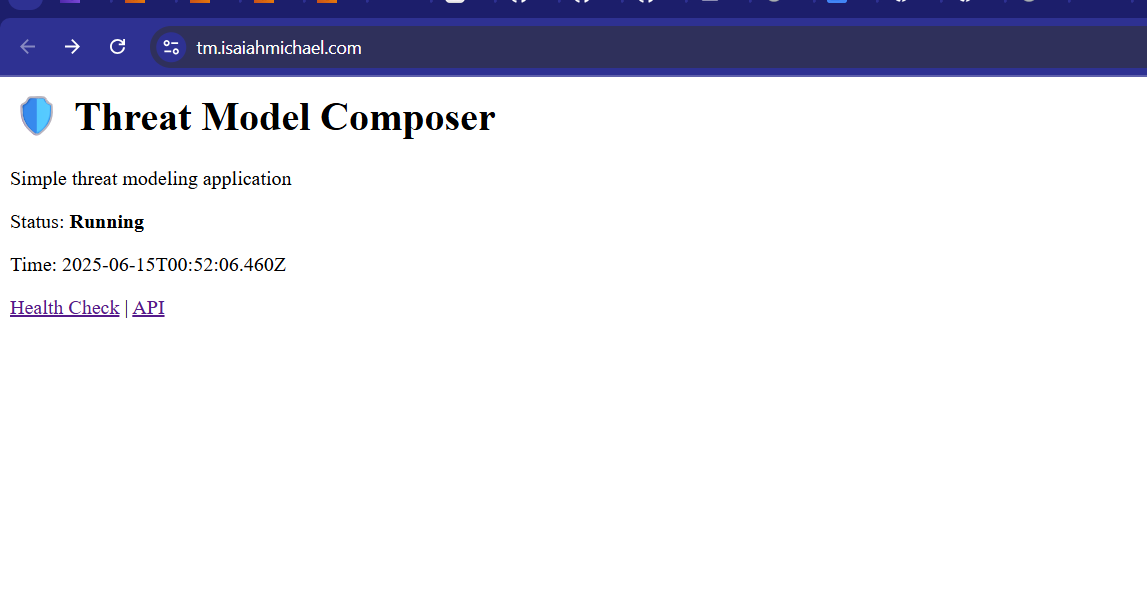 tm.isaiahmichael.com
Threat Model Composer
Simple threat modeling application
Status: Running
Time: 2025-06-15T00:52:06.460Z
Health Check | API